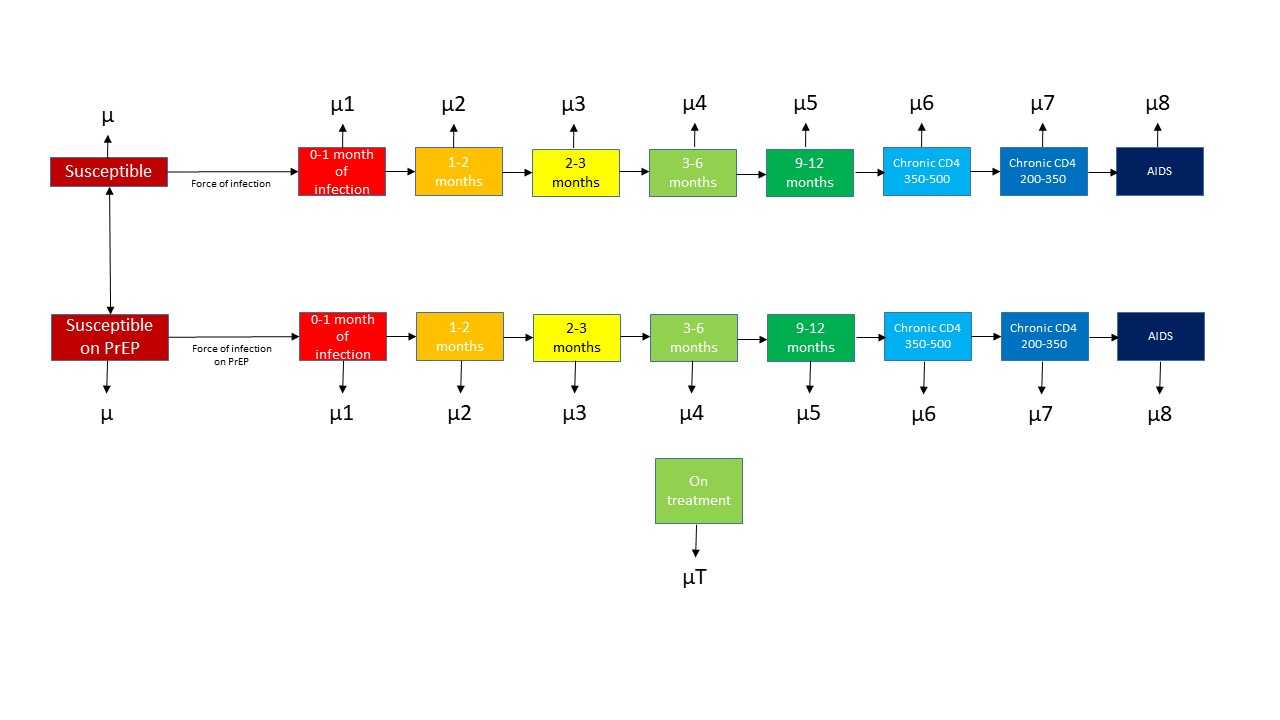 μ
μ1
μ2
μ3
μ4
μ5
μ6
μ7
μ8
Susceptible
Force of infection
0-1 month
of
infection
1-2
months
2-3
months
3-6
months
9-12
months
Chronic CD4
350-500
Chronic CD4
200-350
AIDS
Susceptible
on PrEP
Force of infection
on PrEP
0-1 month
of
infection
1-2
months
2-3
months
3-6
months
9-12
months
Chronic CD4
350-500
Chronic CD4
200-350
AIDS
μ
μ1
μ2
μ3
μ4
μ5
μ6
μ7
μ8
On
treatment
μT